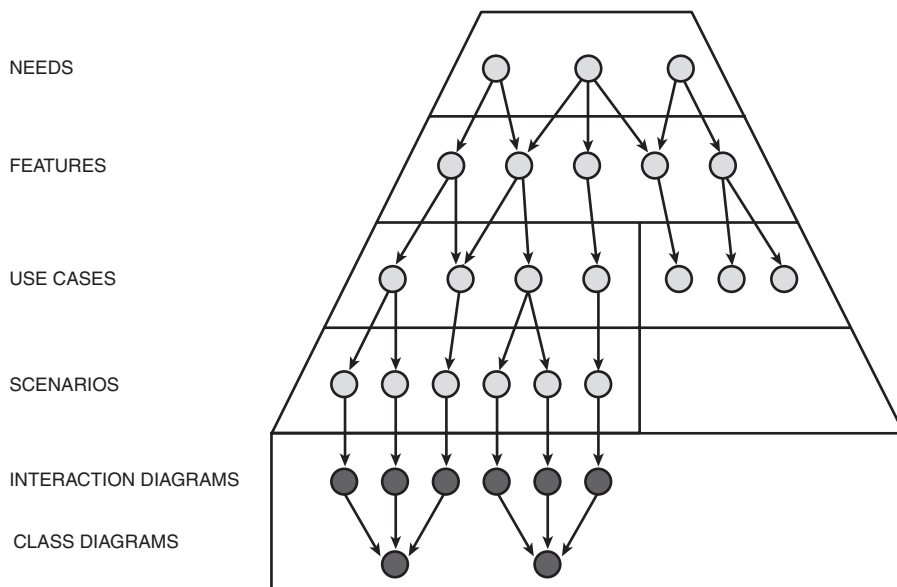 NEEDS
FEATURES
USE CASES
SCENARIOS
INTERACTION DIAGRAMS
CLASS DIAGRAMS